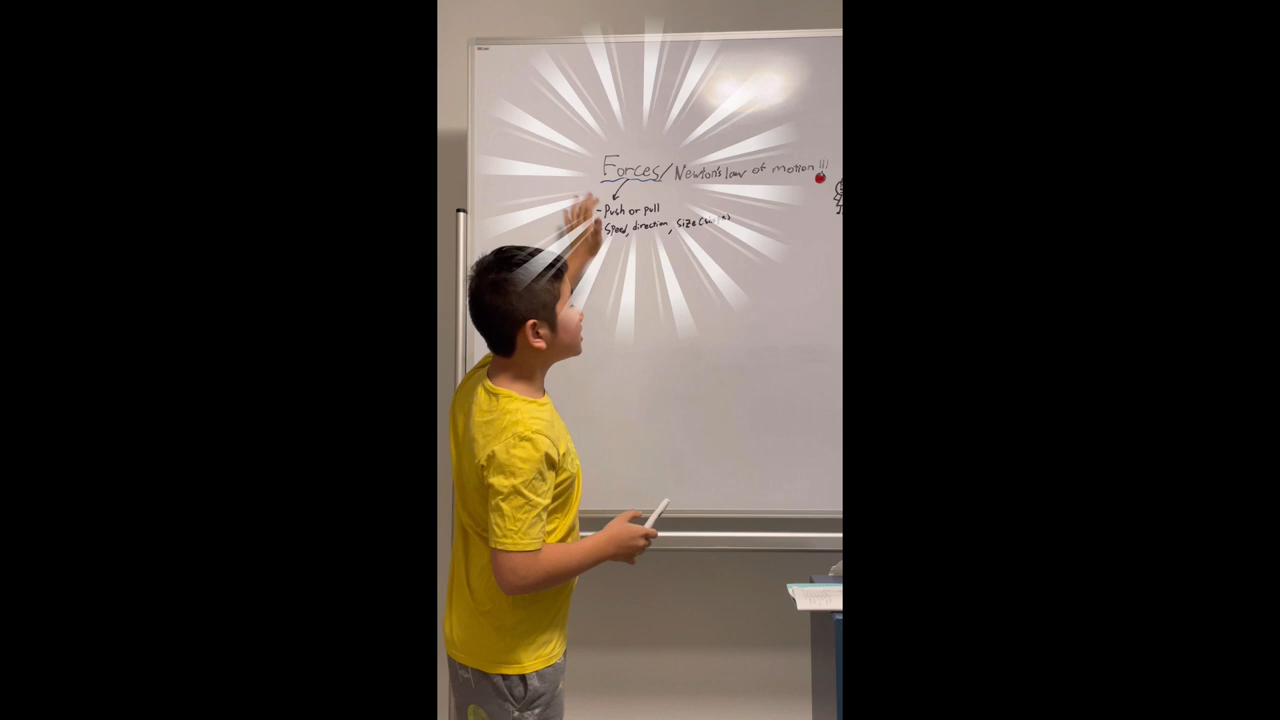 Forces/Newton's law of motion!!!
- Push or pull
Speed, direction, size